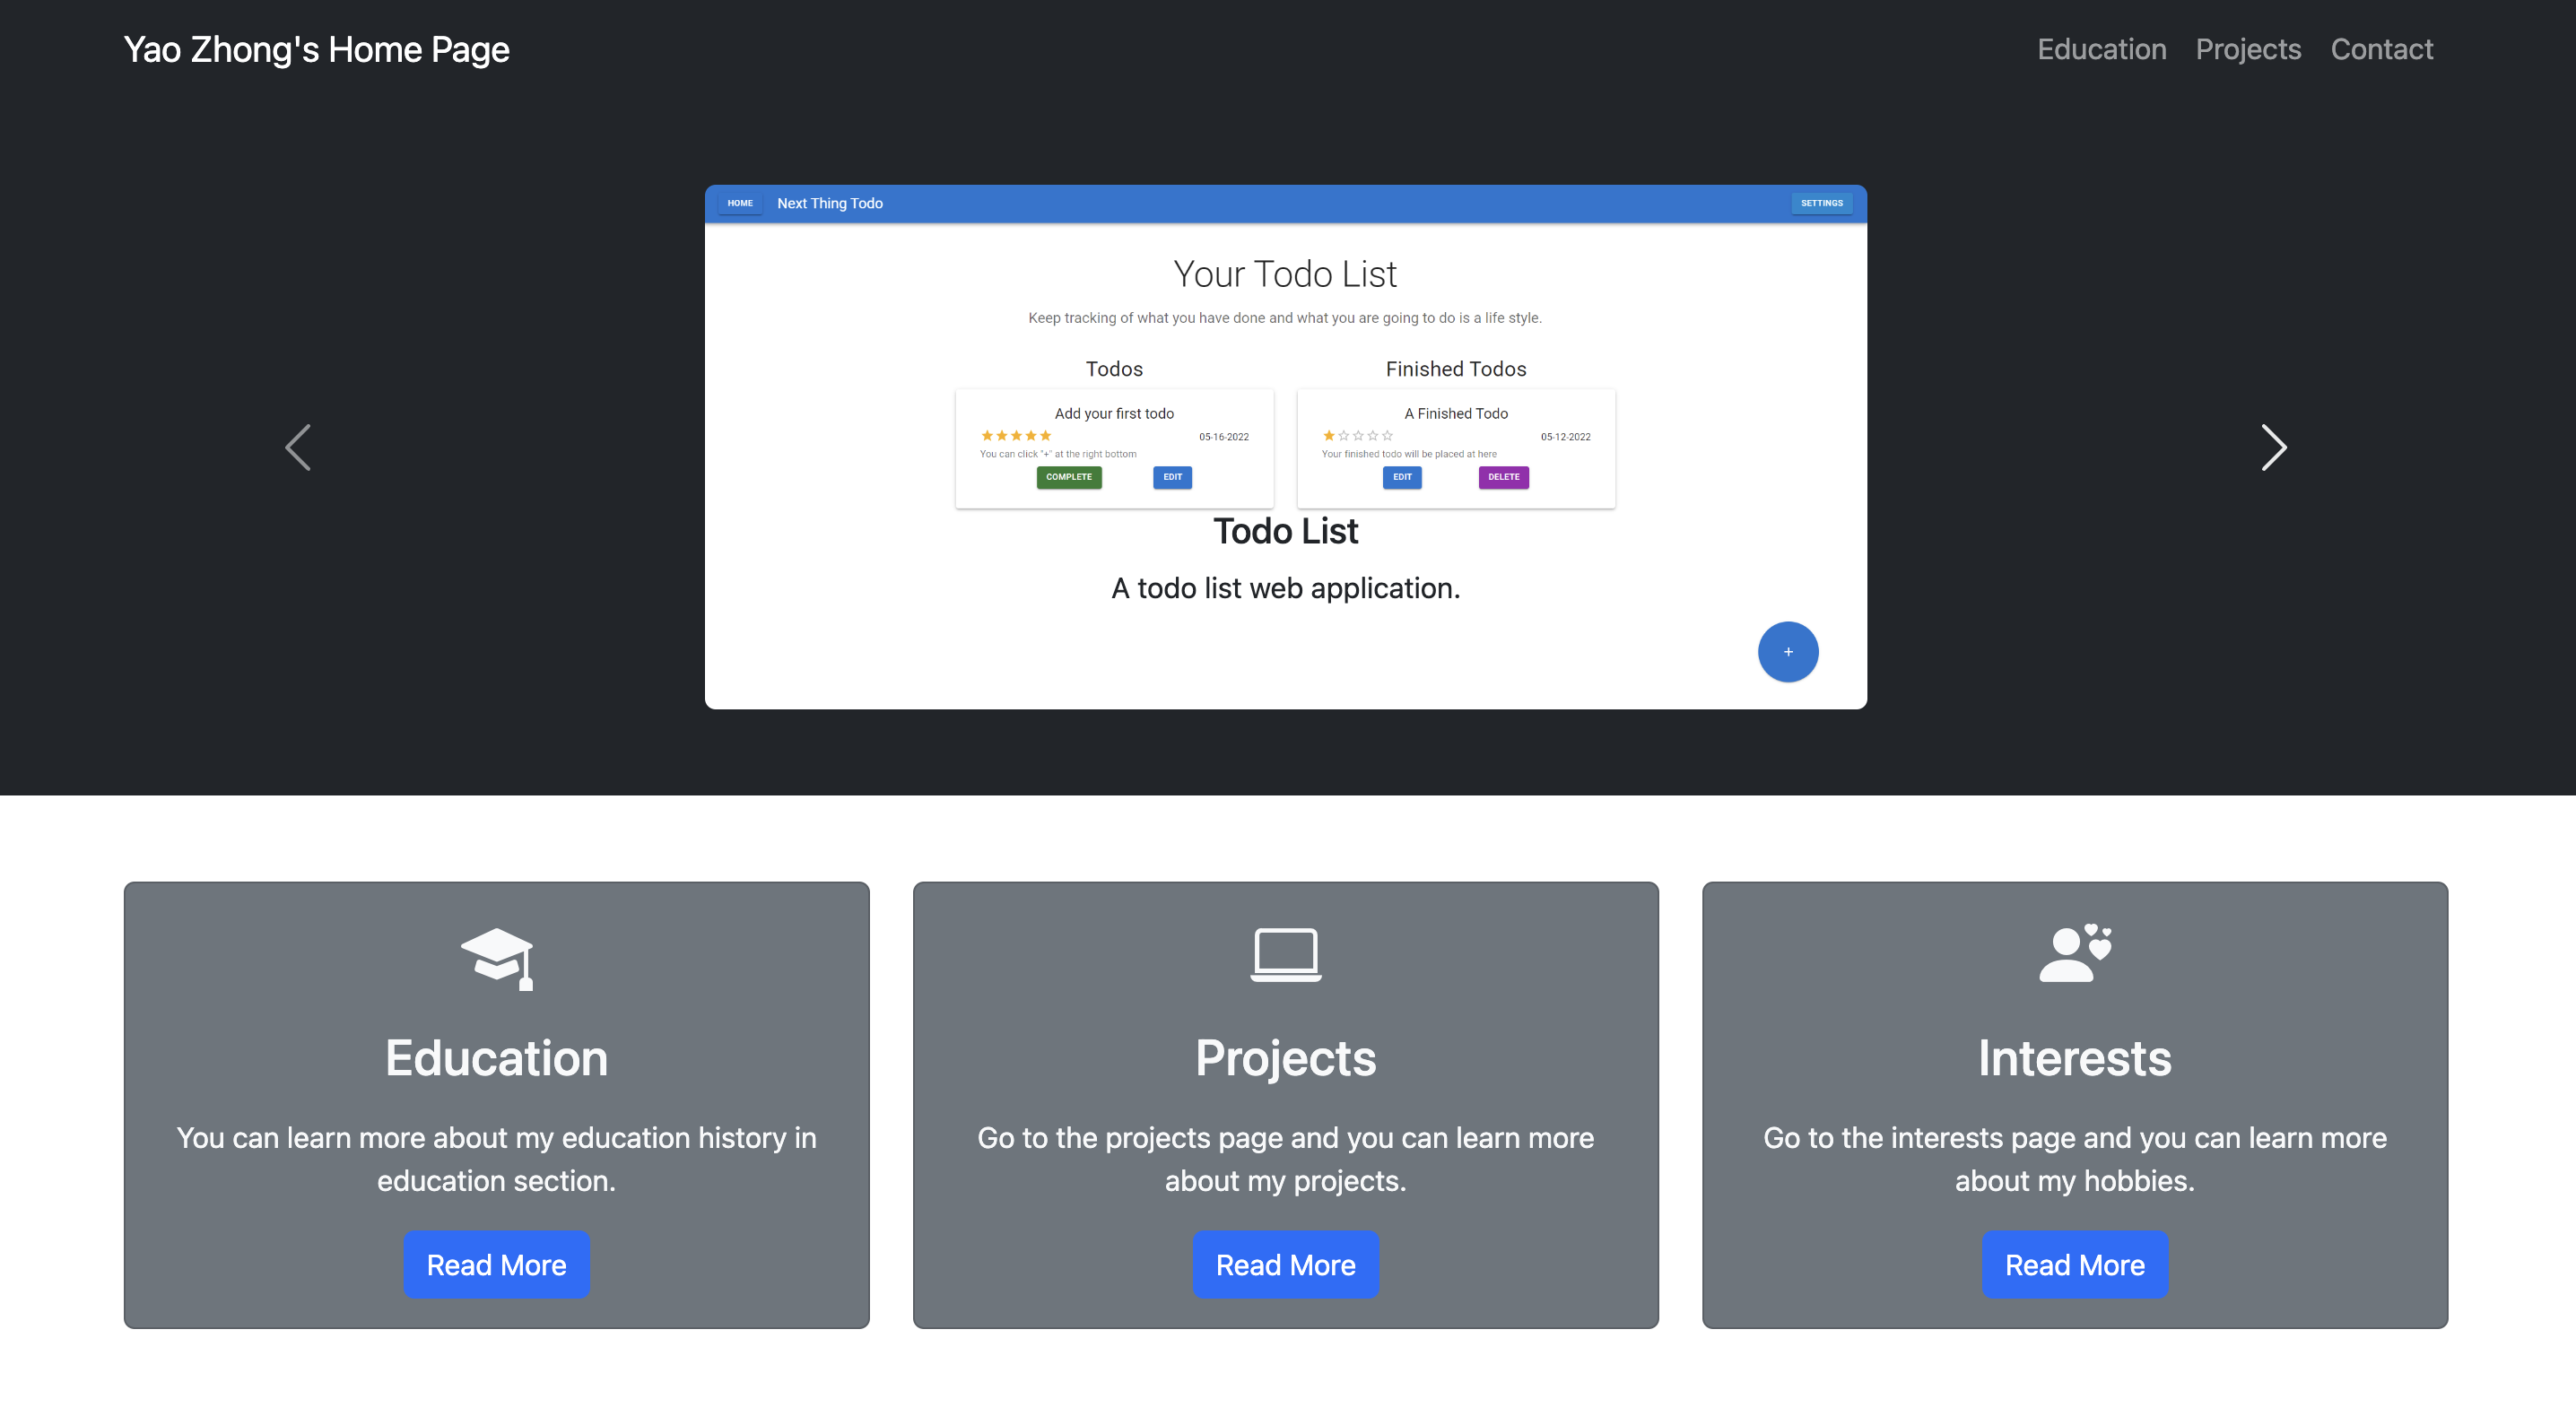 Yao Zhong's Home Page
Education Projects Contact
HOME Next Thing Todo SETTINGS
Your Todo List
Keep tracking of what you have done and what you are going to do is a life style.
Todos
Add your first todo
05-16-2022
You can click "+" at the right bottom
COMPLETE EDIT
Finished Todos
A Finished Todo
05-12-2022
Your finished todo will be placed at here
EDIT DELETE
Todo List
A todo list web application.
+
Education
You can learn more about my education history in
education section.
Read More
Projects
Go to the projects page and you can learn more
about my projects.
Read More
Interests
Go to the interests page and you can learn more
about my hobbies.
Read More